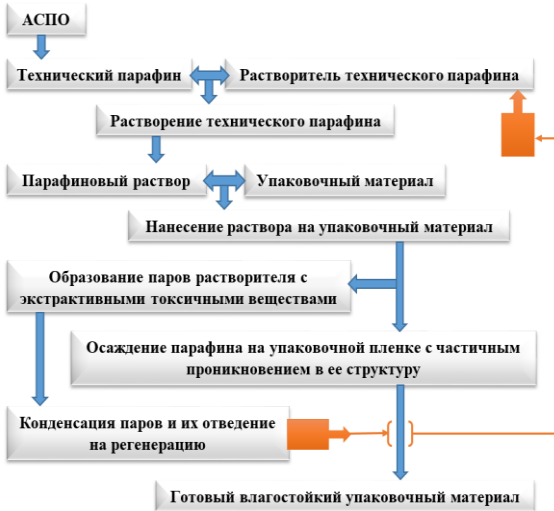 АСПО
Технический парафин
Растворитель технического парафина
Растворение технического парафина
Парафиновый раствор
Упаковочный материал
Нанесение раствора на упаковочный материал
Образование паров растворителя с
экстрактивными токсичными веществами
Осаждение парафина на упаковочной пленке с частичным
проникновением в ее структуру
Конденсация паров и их отведение
на регенерацию
Готовый влагостойкий упаковочный материал